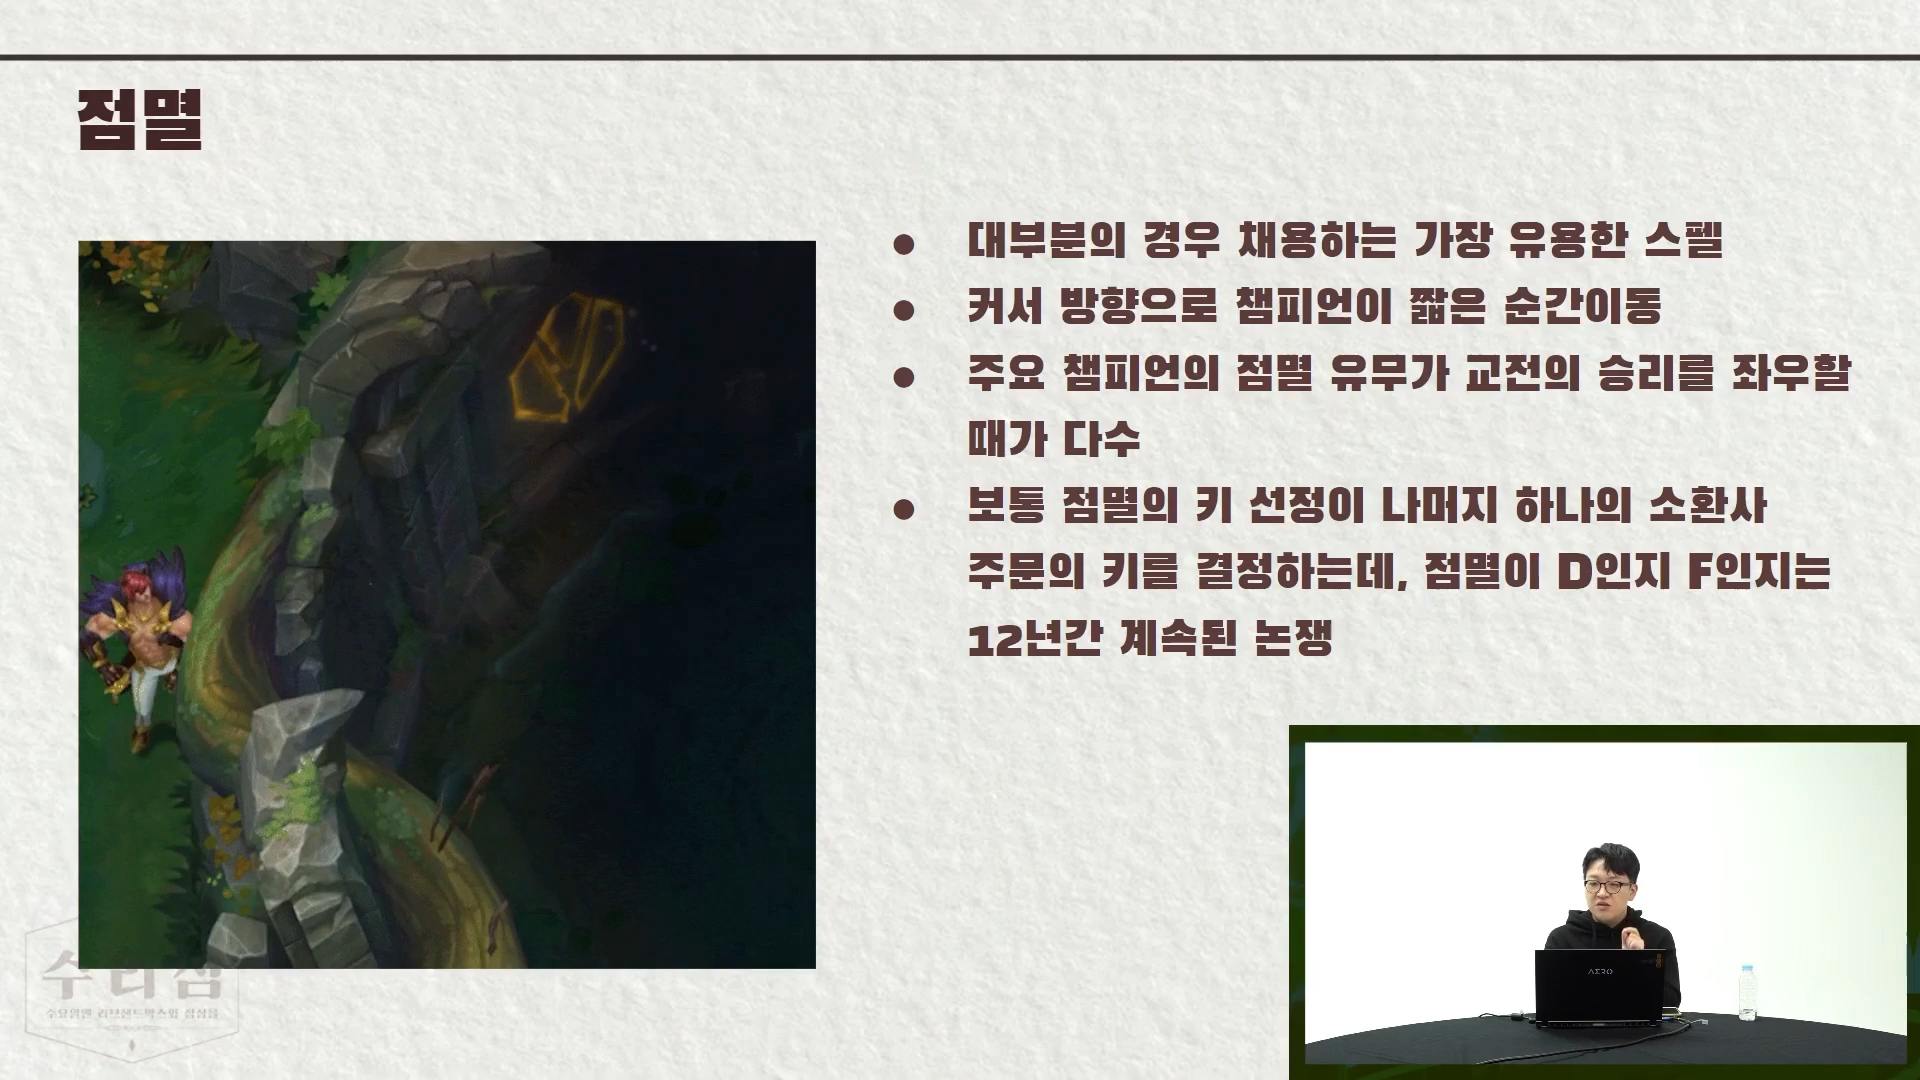 점멸
● 대부분의 경우 채용하는 가장 유용한 스펠
● 커서 방향으로 챔피언이 짧은 순간이동
● 주요 챔피언의 점멸 유무가 교전의 승리를 좌우할
때가 다수
● 보통 점멸의 키 선정이 나머지 하나의 소환사
주문의 키를 결정하는데, 점멸이 D인지 F인지는
12년간 계속된 논쟁
AERO